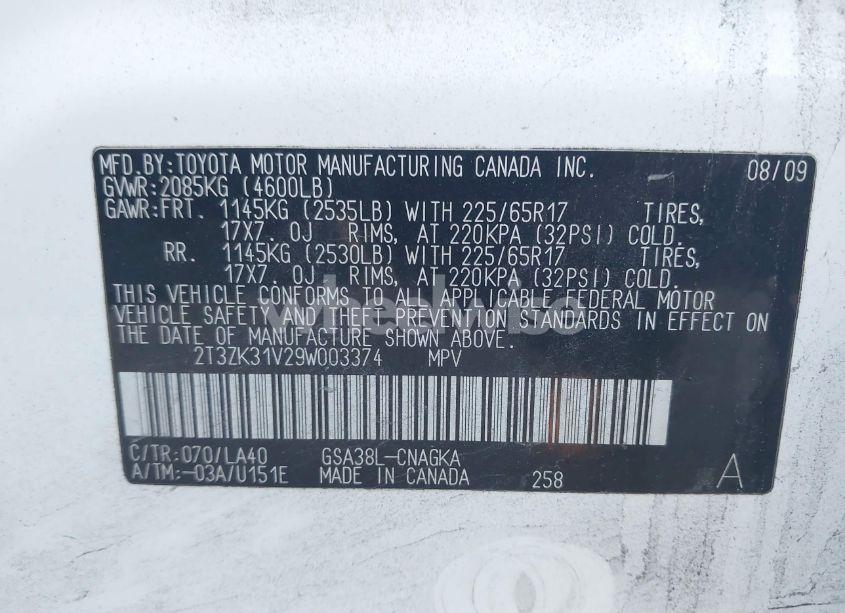 MFD.BY:TOYOTA MOTOR MANUFACTURING CANADA INC. 08/09
GVWR:2085KG (4600LB)
GAWR:FRT. 1145KG (2535LB) WITH 225/65R17 TIRES,
17X7.0J RIMS, AT 220KPA (32PSI) COLD.
RR. 1145KG (2530LB) WITH 225/65R17 TIRES,
17X7.0J RIMS, AT 220KPA (32PSI) COLD.
THIS VEHICLE CONFORMS TO ALL APPLICABLE FEDERAL MOTOR
VEHICLE SAFETY AND THEFT PREVENTION STANDARDS IN EFFECT ON
THE DATE OF MANUFACTURE SHOWN ABOVE.
2T3ZK31V29W003374 MPV
C/TR:070/LA40 GSA38L-CNAGKA
A/TM:-03A/U151E MADE IN CANADA 258 A